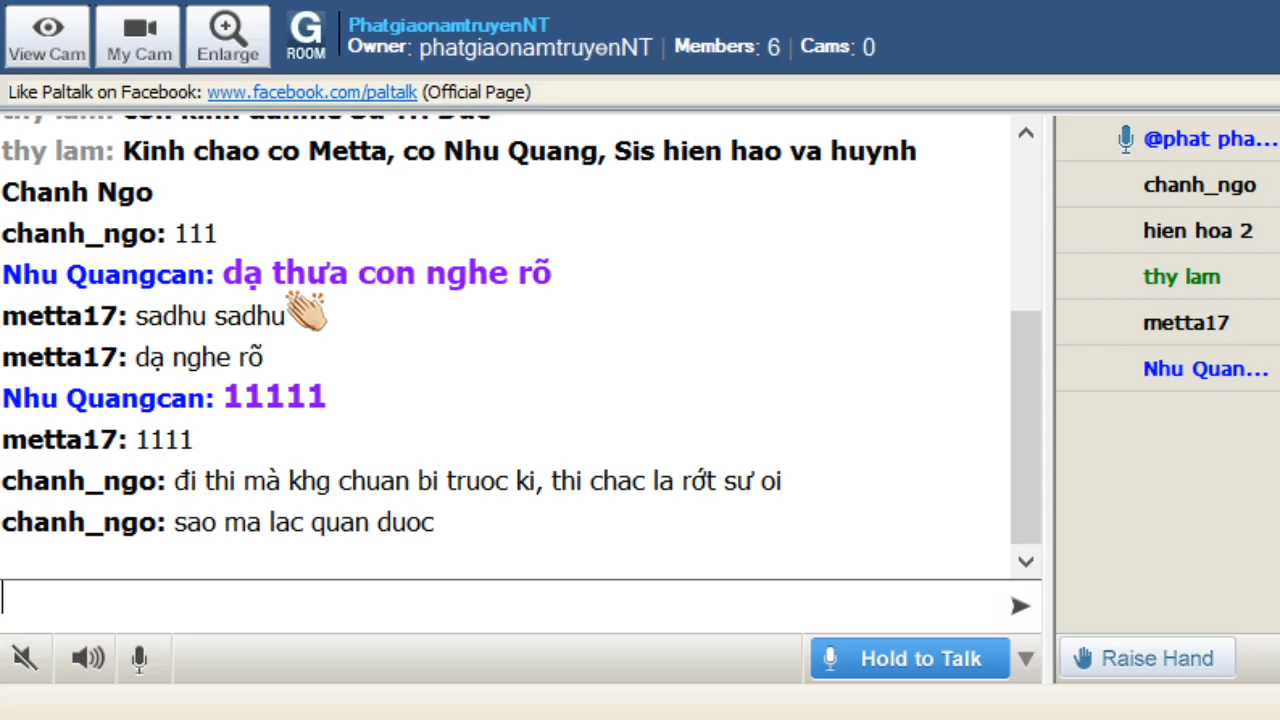 View Cam
My Cam
Enlarge
G
ROOM
PhatgiaonamtruyenNT
Owner: phatgiaonamtruyenNT | Members: 6 | Cams: 0
Like Paltalk on Facebook: www.facebook.com/paltalk (Official Page)
thy lam:
thy lam: Kinh chao co Metta, co Nhu Quang, Sis hien hao va huynh
Chanh Ngo
chanh_ngo: 111
Nhu Quangcan: dạ thưa con nghe rõ
metta17: sadhu sadhu
metta17: dạ nghe rõ
Nhu Quangcan: 11111
metta17: 1111
chanh_ngo: đi thi mà khg chuan bi truoc ki, thi chac la rớt sư oi
chanh_ngo: sao ma lac quan duoc
@phat pha...
chanh_ngo
hien hoa 2
thy lam
metta17
Nhu Quan...
Hold to Talk
Raise Hand